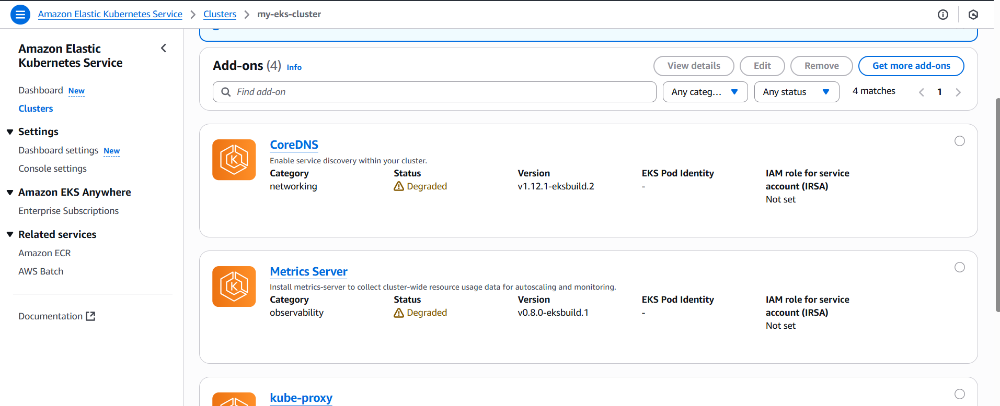 Amazon Elastic Kubernetes Service > Clusters > my-eks-cluster
Amazon Elastic
Kubernetes Service
Dashboard New
Clusters
Settings
Dashboard settings New
Console settings
Amazon EKS Anywhere
Enterprise Subscriptions
Related services
Amazon ECR
AWS Batch
Documentation
Add-ons (4) Info
View details
Edit
Remove
Get more add-ons
Find add-on
Any categ...
Any status
4 matches
1
CoreDNS
Enable service discovery within your cluster.
Category Status Version EKS Pod Identity IAM role for service
networking Degraded v1.12.1-eksbuild.2 - account (IRSA)
Not set
Metrics Server
Install metrics-server to collect cluster-wide resource usage data for autoscaling and monitoring.
Category Status Version EKS Pod Identity IAM role for service
observability Degraded v0.8.0-eksbuild.1 - account (IRSA)
Not set
kube-proxy